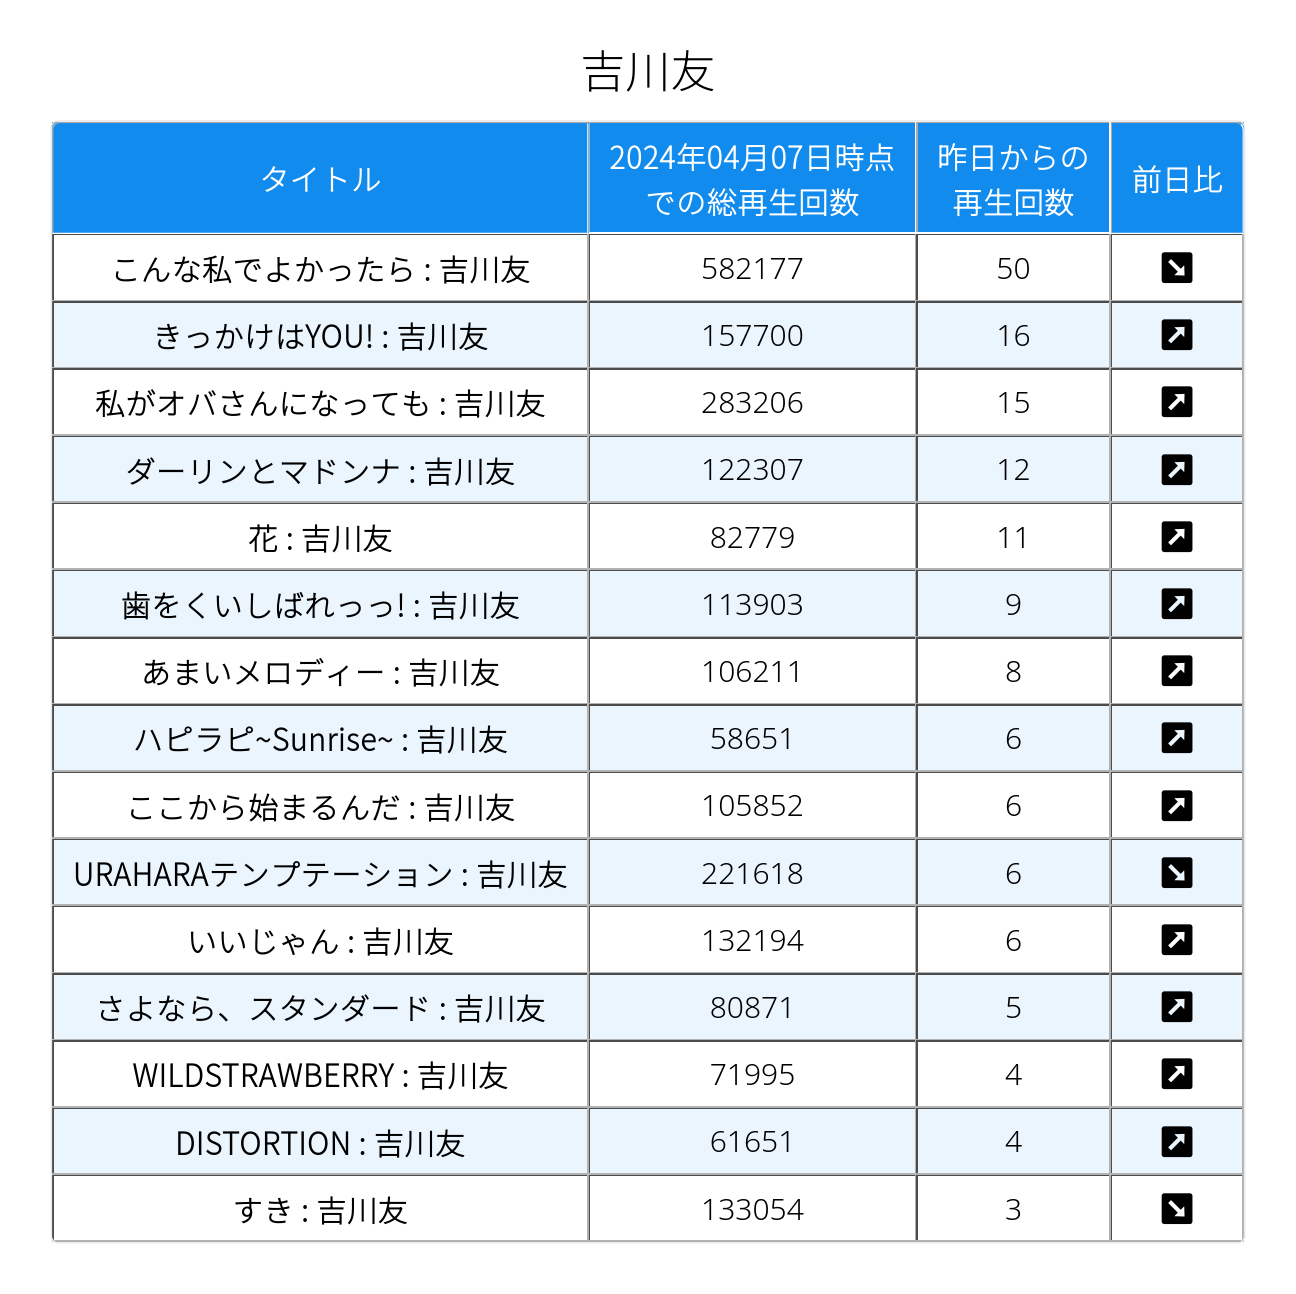 吉川友
タイトル
2024年04月07日時点
での総再生回数
昨日からの
再生回数
前日比
こんな私でよかったら : 吉川友 582177 50 ↘
きっかけはYOU! : 吉川友 157700 16 ↗
私がオバさんになっても : 吉川友 283206 15 ↗
ダーリンとマドンナ : 吉川友 122307 12 ↗
花 : 吉川友 82779 11 ↗
歯をくいしばれっっ! : 吉川友 113903 9 ↗
あまいメロディー : 吉川友 106211 8 ↗
ハピラピ~Sunrise~ : 吉川友 58651 6 ↗
ここから始まるんだ : 吉川友 105852 6 ↗
URAHARAテンプテーション : 吉川友 221618 6 ↘
いいじゃん : 吉川友 132194 6 ↗
さよなら、スタンダード : 吉川友 80871 5 ↗
WILDSTRAWBERRY : 吉川友 71995 4 ↗
DISTORTION : 吉川友 61651 4 ↗
すき : 吉川友 133054 3 ↘